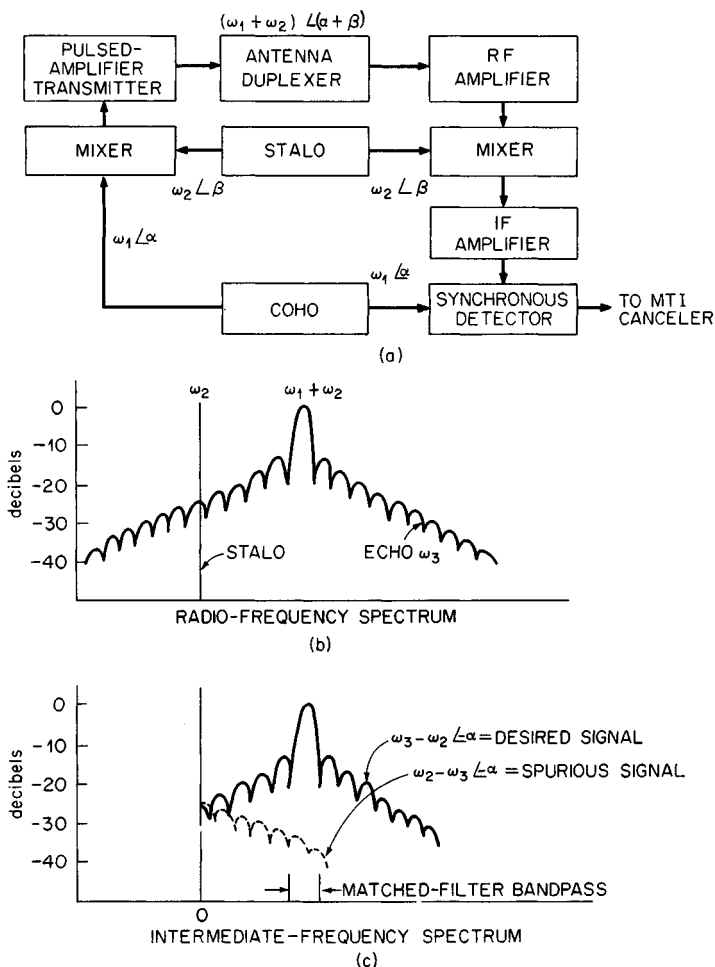 (ω₁ + ω₂) ∠(α + β)
PULSED-
AMPLIFIER
TRANSMITTER
ANTENNA
DUPLEXER
RF
AMPLIFIER
MIXER
STALO
MIXER
ω₂ ∠β
ω₂ ∠β
IF
AMPLIFIER
ω₁ ∠α
ω₁ ∠α
COHO
SYNCHRONOUS
DETECTOR
TO MTI
CANCELER
(a)
ω₂
ω₁ + ω₂
decibels
0
-10
-20
-30
-40
STALO
ECHO ω₃
RADIO-FREQUENCY SPECTRUM
(b)
decibels
0
-10
-20
-30
-40
ω₃-ω₂ ∠α = DESIRED SIGNAL
ω₂-ω₃ ∠α = SPURIOUS SIGNAL
MATCHED-FILTER BANDPASS
0
INTERMEDIATE-FREQUENCY SPECTRUM
(c)